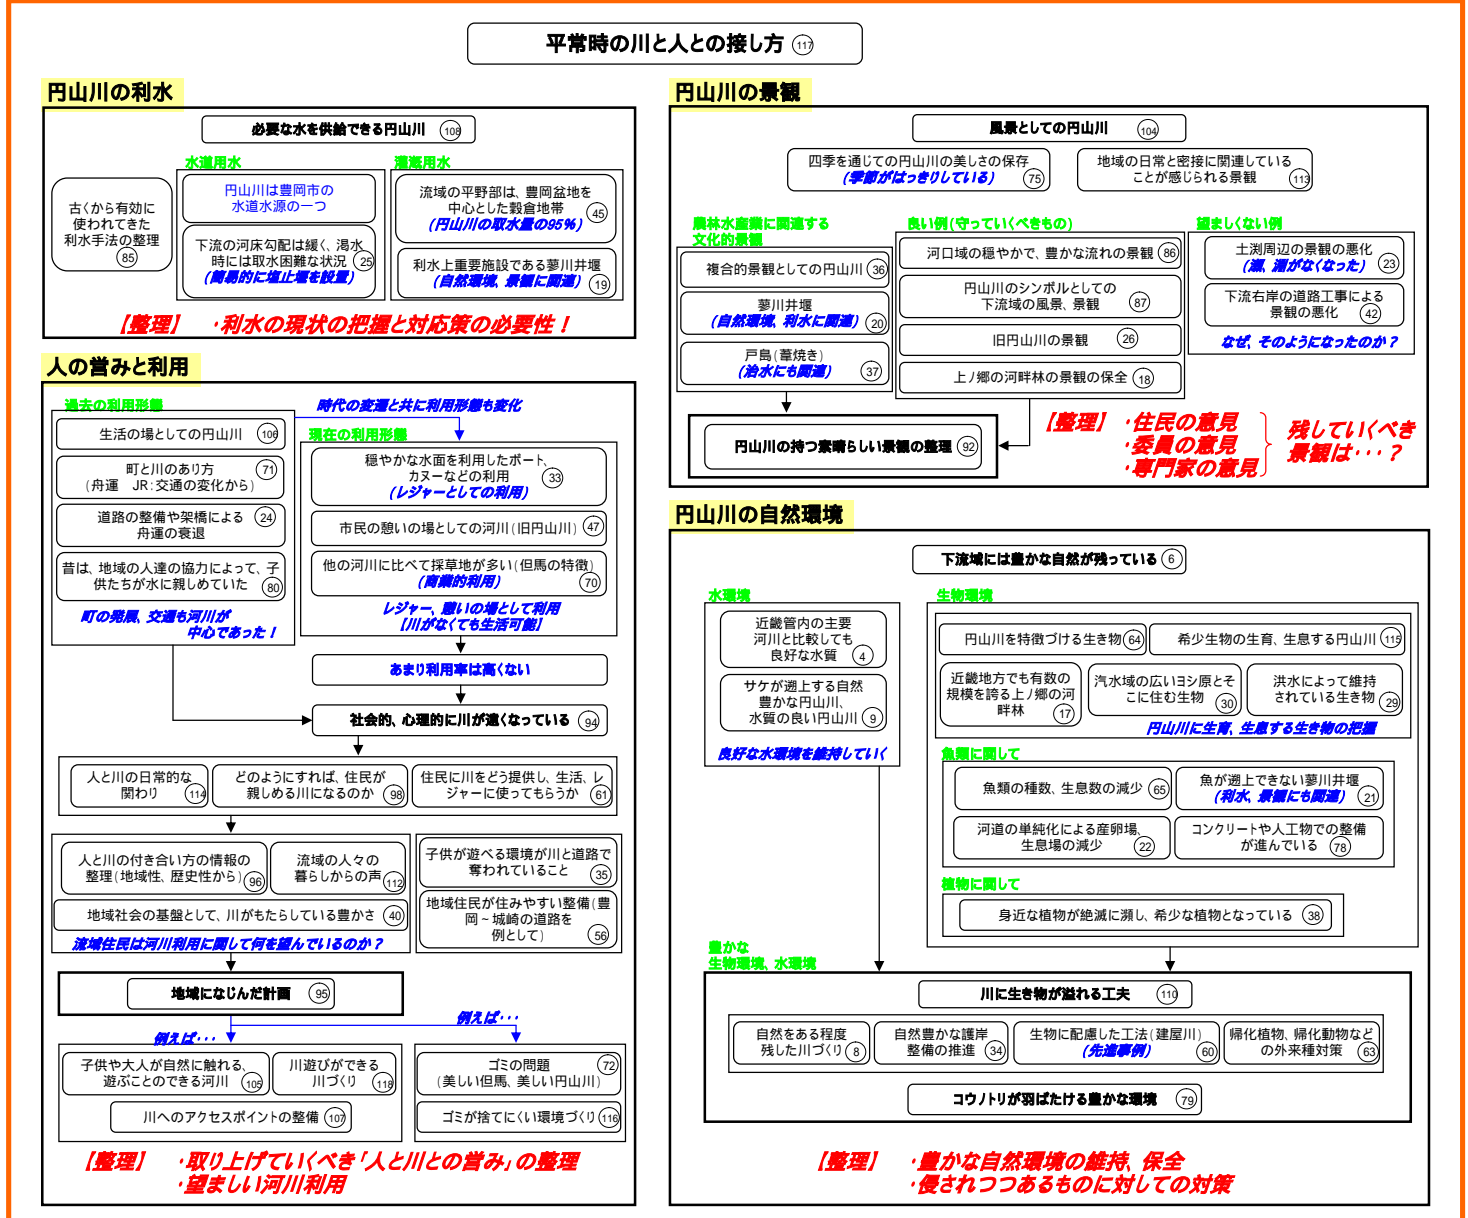 平常時の川と人との接し方 117
円山川の利水
必要な水を供給できる円山川 108
水道用水
灌漑用水
古くから有効に
使われてきた
利水手法の整理
85
円山川は豊岡市の
水道水源の一つ
下流の河床勾配は緩く、渇水
時には取水困難な状況 25
(簡易的に塩止堰を設置)
流域の平野部は、豊岡盆地を
中心とした穀倉地帯 45
(円山川の取水量の95%)
利水上重要施設である蓼川井堰
(自然環境、景観に関連) 19
【整理】 ・利水の現状の把握と対応策の必要性！
人の営みと利用
過去の利用形態
時代の変遷と共に利用形態も変化
生活の場としての円山川 106
町と川のあり方 71
(舟運 JR:交通の変化から)
道路の整備や架橋による 24
舟運の衰退
昔は、地域の人達の協力によって、子
供たちが水に親しめていた 80
町の発展、交通も河川が
中心であった！
現在の利用形態
穏やかな水面を利用したボート、
カヌーなどの利用 33
(レジャーとしての利用)
市民の憩いの場としての河川(旧円山川) 47
他の河川に比べて採草地が多い(但馬の特徴)
(商業的利用) 70
レジャー、憩いの場として利用
【川がなくても生活可能】
あまり利用率は高くない
社会的、心理的に川が遠くなっている 94
人と川の日常的な
関わり 114
どのようにすれば、住民が
親しめる川になるのか 98
住民に川をどう提供し、生活、レ
ジャーに使ってもらうか 61
人と川の付き合い方の情報の
整理(地域性、歴史性から) 96
流域の人々の
暮らしからの声 112
地域社会の基盤として、川がもたらしている豊かさ 40
流域住民は河川利用に関して何を望んでいるのか？
子供が遊べる環境が川と道路で
奪われていること 35
地域住民が住みやすい整備(豊
岡～城崎の道路を
例として) 56
地域になじんだ計画 95
例えば・・・
例えば・・・
子供や大人が自然に触れる、
遊ぶことのできる河川 105
川遊びができる
川づくり 118
川へのアクセスポイントの整備 107
ゴミの問題 72
(美しい但馬、美しい円山川)
ゴミが捨てにくい環境づくり 116
【整理】 ・取り上げていくべき「人と川との営み」の整理
・望ましい河川利用
円山川の景観
風景としての円山川 104
四季を通じての円山川の美しさの保存
(季節がはっきりしている) 75
地域の日常と密接に関連している
ことが感じられる景観 113
農林水産業に関連する
文化的景観
複合的景観としての円山川 36
蓼川井堰
(自然環境、利水に関連) 20
戸島(葦焼き)
(治水にも関連) 37
良い例(守っていくべきもの)
河口域の穏やかで、豊かな流れの景観 86
円山川のシンボルとしての
下流域の風景、景観 87
旧円山川の景観 26
上ノ郷の河畔林の景観の保全 18
望ましくない例
土渕周辺の景観の悪化
(瀬、淵がなくなった) 23
下流右岸の道路工事による
景観の悪化 42
なぜ、そのようになったのか？
円山川の持つ素晴らしい景観の整理 92
【整理】 ・住民の意見
・委員の意見
・専門家の意見
残していくべき
景観は・・・？
円山川の自然環境
下流域には豊かな自然が残っている 6
水環境
近畿管内の主要
河川と比較しても
良好な水質 4
サケが遡上する自然
豊かな円山川、
水質の良い円山川 9
良好な水環境を維持していく
生物環境
円山川を特徴づける生き物 64
希少生物の生育、生息する円山川 115
近畿地方でも有数の
規模を誇る上ノ郷の河
畔林 17
汽水域の広いヨシ原とそ
こに住む生物 30
洪水によって維持
されている生き物 29
円山川に生育、生息する生き物の把握
魚類に関して
魚類の種数、生息数の減少 65
魚が遡上できない蓼川井堰
(利水、景観にも関連) 21
河道の単純化による産卵場、
生息場の減少 22
コンクリートや人工物での整備
が進んでいる 78
植物に関して
身近な植物が絶滅に瀕し、希少な植物となっている 38
豊かな
生物環境、水環境
川に生き物が溢れる工夫 110
自然をある程度
残した川づくり 8
自然豊かな護岸
整備の推進 34
生物に配慮した工法(建屋川)
(先進事例) 60
帰化植物、帰化動物など
の外来種対策 63
コウノトリが羽ばたける豊かな環境 79
【整理】 ・豊かな自然環境の維持、保全
・侵されつつあるものに対しての対策